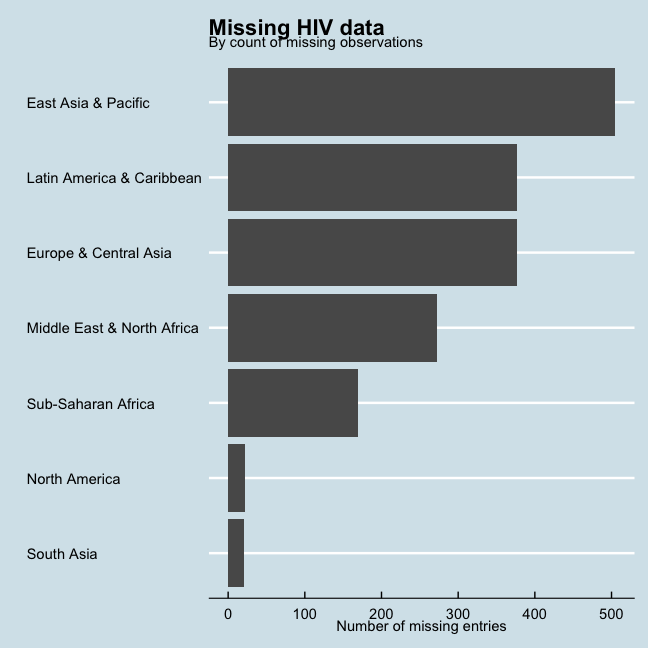 Missing HIV data
By count of missing observations
East Asia & Pacific
Latin America & Caribbean
Europe & Central Asia
Middle East & North Africa
Sub-Saharan Africa
North America
South Asia
0 100 200 300 400 500
Number of missing entries